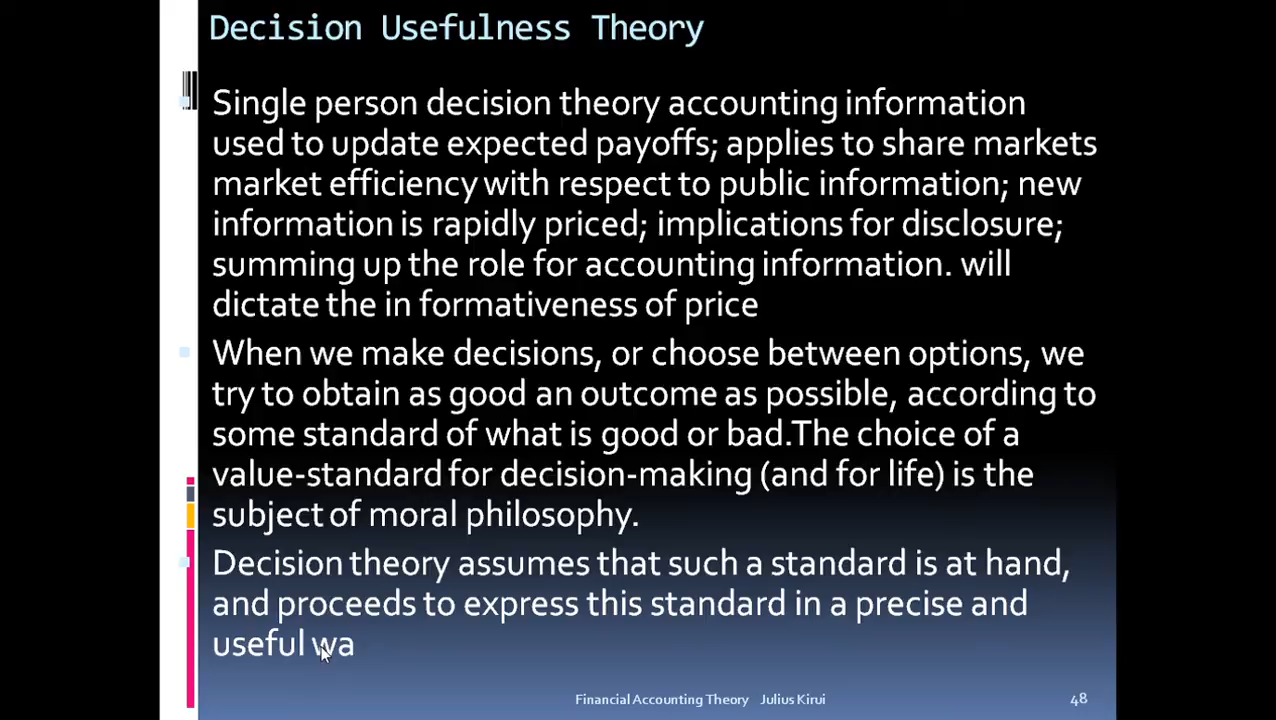 Decision Usefulness Theory
Single person decision theory accounting information
used to update expected payoffs; applies to share markets
market efficiency with respect to public information; new
information is rapidly priced; implications for disclosure;
summing up the role for accounting information. will
dictate the in formativeness of price
When we make decisions, or choose between options, we
try to obtain as good an outcome as possible, according to
some standard of what is good or bad.The choice of a
value-standard for decision-making (and for life) is the
subject of moral philosophy.
Decision theory assumes that such a standard is at hand,
and proceeds to express this standard in a precise and
useful wa
Financial Accounting Theory Julius Kirui 48